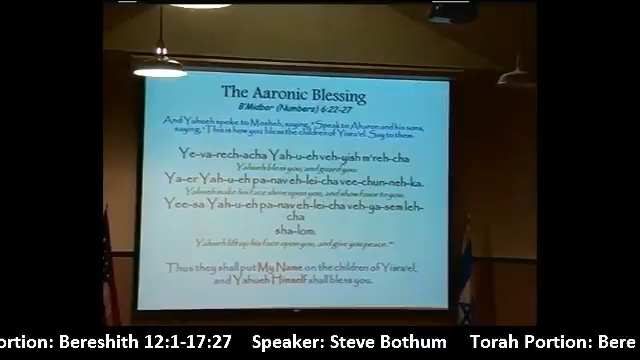 The Aaronic Blessing
B'Midbar (Numbers) 6:22-27
And Yahueh spoke to Mosheh, saying, "Speak to Aharon and his sons,
saying, 'This is how you bless the children of Yisra'el. Say to them:
Ye-va-rech-acha Yah-u-eh veh-yish m'reh-cha
Yahueh bless you, and guard you.
Ya-er Yah-u-eh pa-nav eh-lei-cha vee-chun-neh-ka.
Yahueh make his face shine upon you, and show favor to you.
Yee-sa Yah-u-eh pa-nav eh-lei-cha veh-ya-sem leh-
cha
sha-lom.
Yahueh lift up his face upon you, and give you peace."
Thus they shall put My Name on the children of Yisra'el,
and Yahueh Himself shall bless you.
ortion: Bereshith 12:1-17:27 Speaker: Steve Bothum Torah Portion: Bere